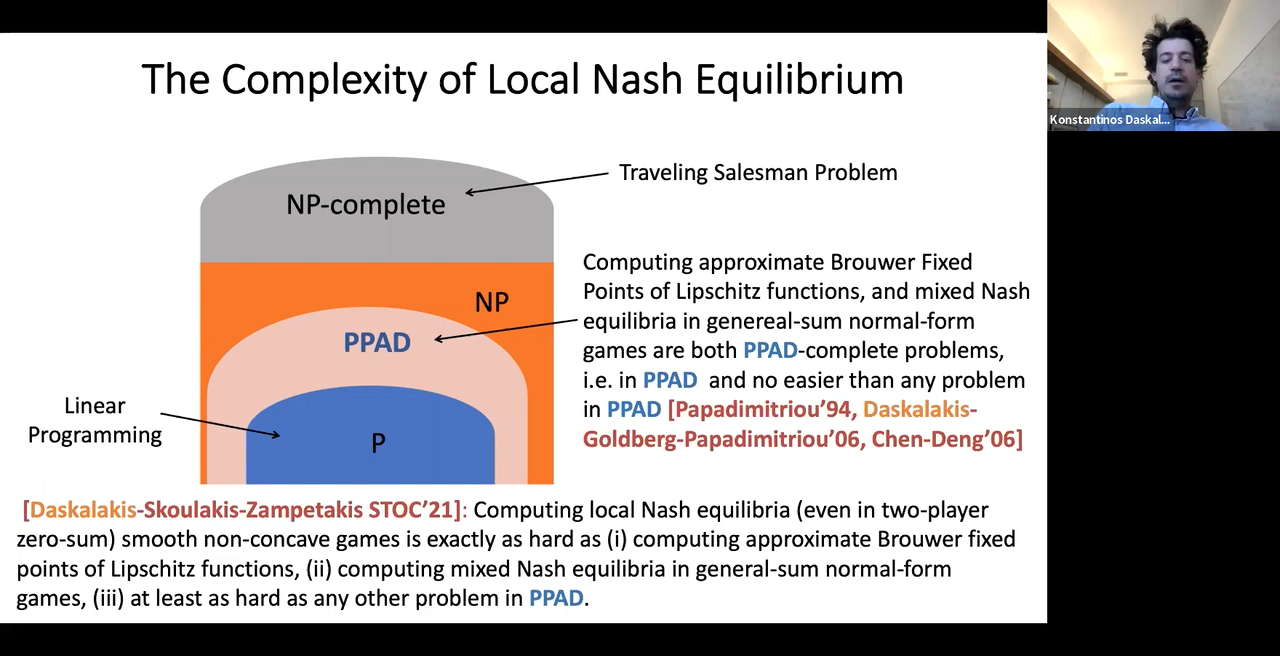 The Complexity of Local Nash Equilibrium
Konstantinos Daskal...
Traveling Salesman Problem
NP-complete
Computing approximate Brouwer Fixed
Points of Lipschitz functions, and mixed Nash
equilibria in genereal-sum normal-form
games are both PPAD-complete problems,
i.e. in PPAD and no easier than any problem
in PPAD [Papadimitriou’94, Daskalakis-
Goldberg-Papadimitriou’06, Chen-Deng’06]
NP
PPAD
Linear
Programming
P
[Daskalakis-Skoulakis-Zampetakis STOC’21]: Computing local Nash equilibria (even in two-player
zero-sum) smooth non-concave games is exactly as hard as (i) computing approximate Brouwer fixed
points of Lipschitz functions, (ii) computing mixed Nash equilibria in general-sum normal-form
games, (iii) at least as hard as any other problem in PPAD.